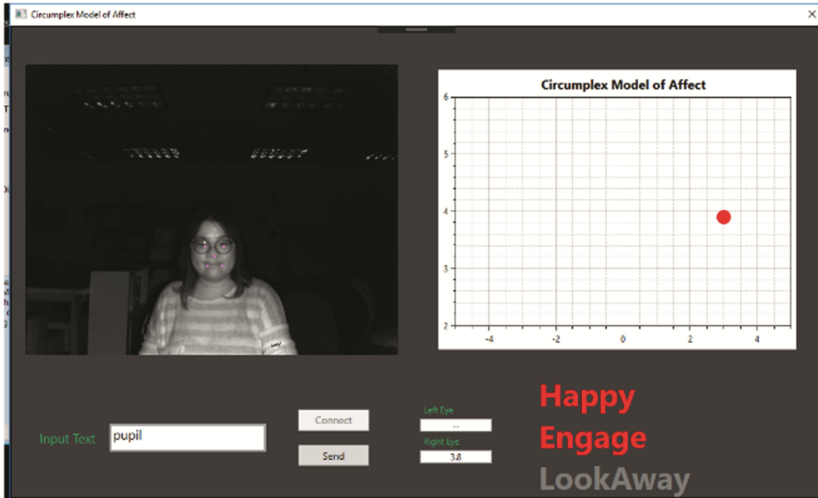 Circumplex Model of Affect
Circumplex Model of Affect
6
5
4
3
2
-4
-2
0
2
4
Input Text
pupil
Connect
Send
Left Eye
--
Right Eye
3.8
Happy
Engage
LookAway